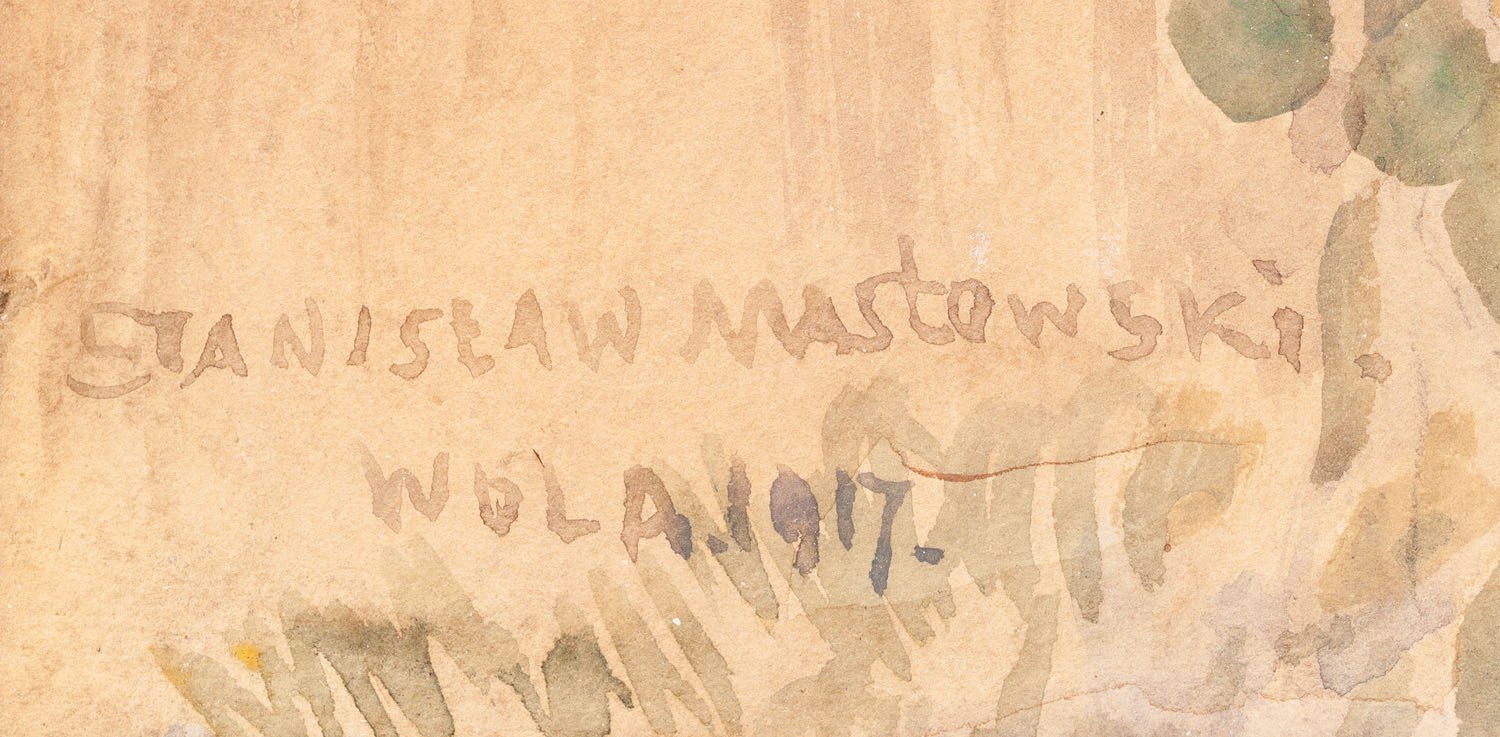 STANISŁAW MASŁOWSKI.
WOLA. 1917.